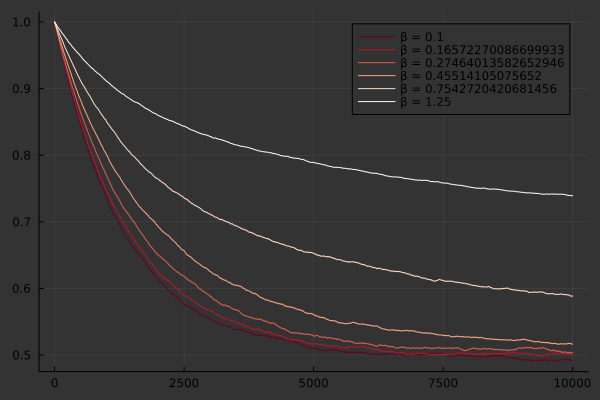 1.0
0.9
0.8
0.7
0.6
0.5
β = 0.1
β = 0.16572270086699933
β = 0.27464013582652946
β = 0.45514105075652
β = 0.7542720420681456
β = 1.25
0 2500 5000 7500 10000